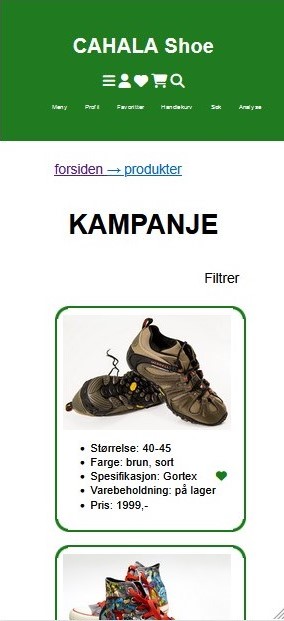 CAHALA Shoe
Meny Profil Favoritter Handlekurv Søk Analyse
forsiden → produkter
KAMPANJE
Filtrer
Størrelse: 40-45
Farge: brun, sort
Spesifikasjon: Gortex
Varebeholdning: på lager
Pris: 1999,-